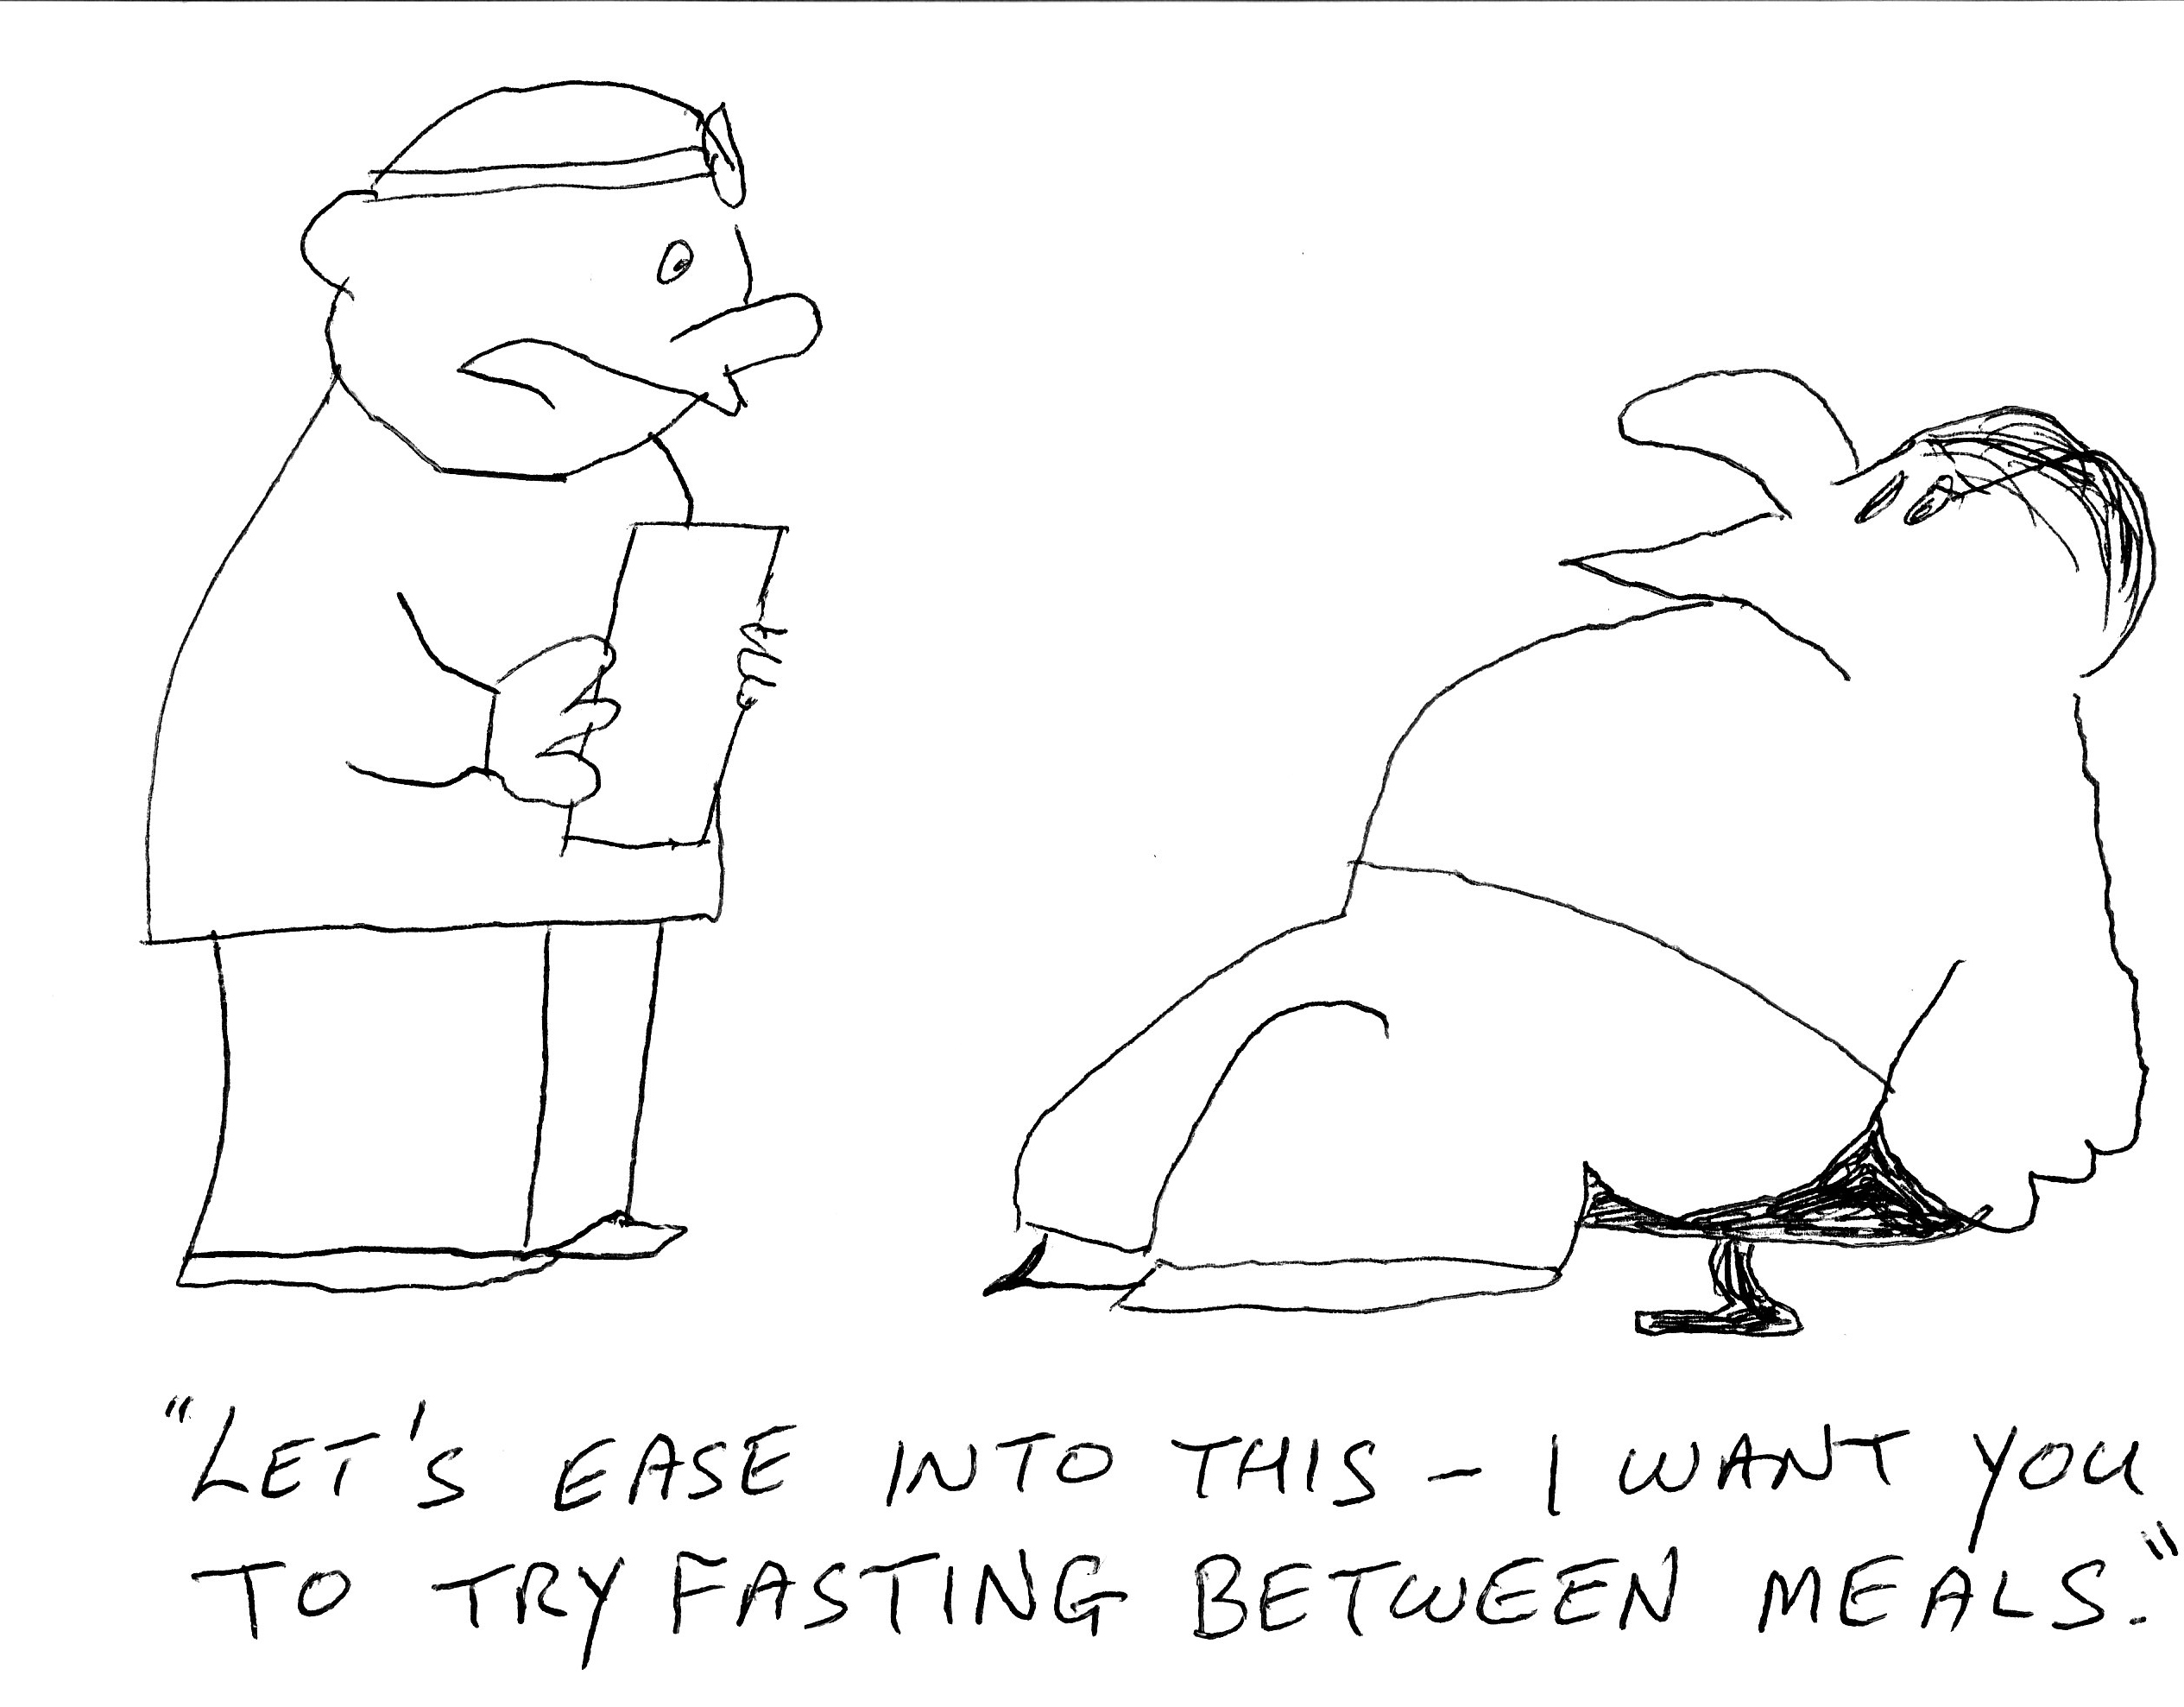 "LET'S EASE INTO THIS - I WANT YOU
TO TRY FASTING BETWEEN MEALS."